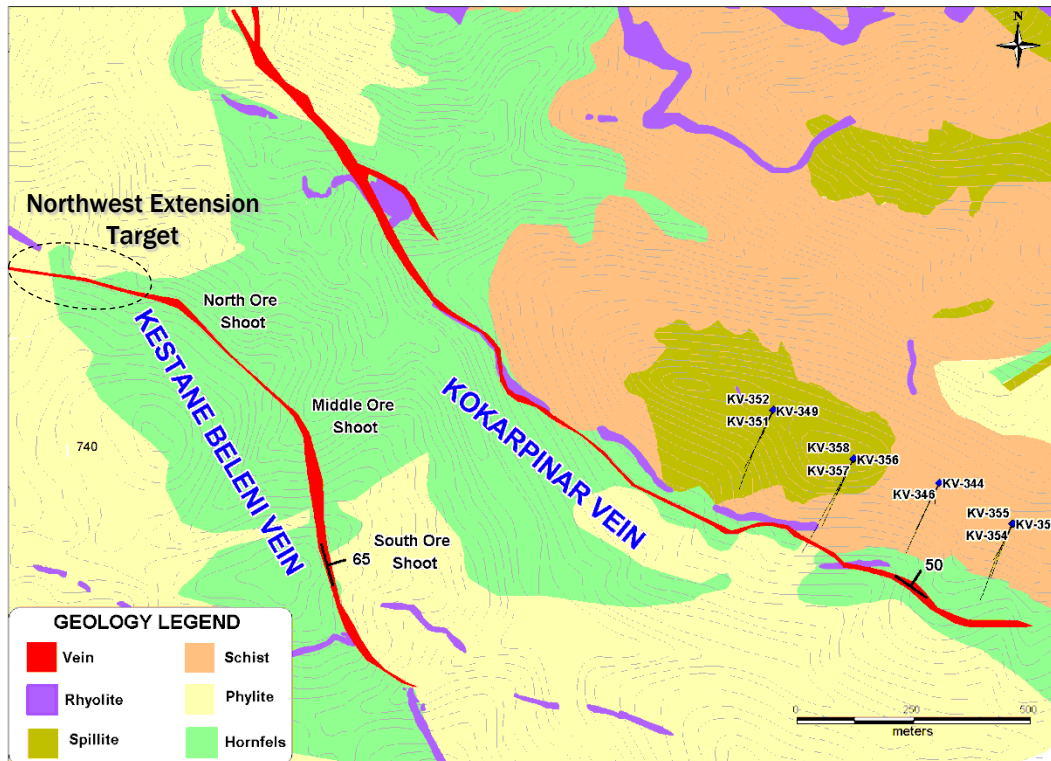 N
Northwest Extension
Target
North Ore
Shoot
KESTANE BELENI VEIN
Middle Ore
Shoot
KOKARPINAR VEIN
740
South Ore
Shoot
65
50
KV-352
KV-349
KV-351
KV-358
KV-356
KV-357
KV-344
KV-346
KV-355
KV-35
KV-354
GEOLOGY LEGEND
Vein
Schist
Rhyolite
Phylite
Spillite
Hornfels
0 250 500
meters